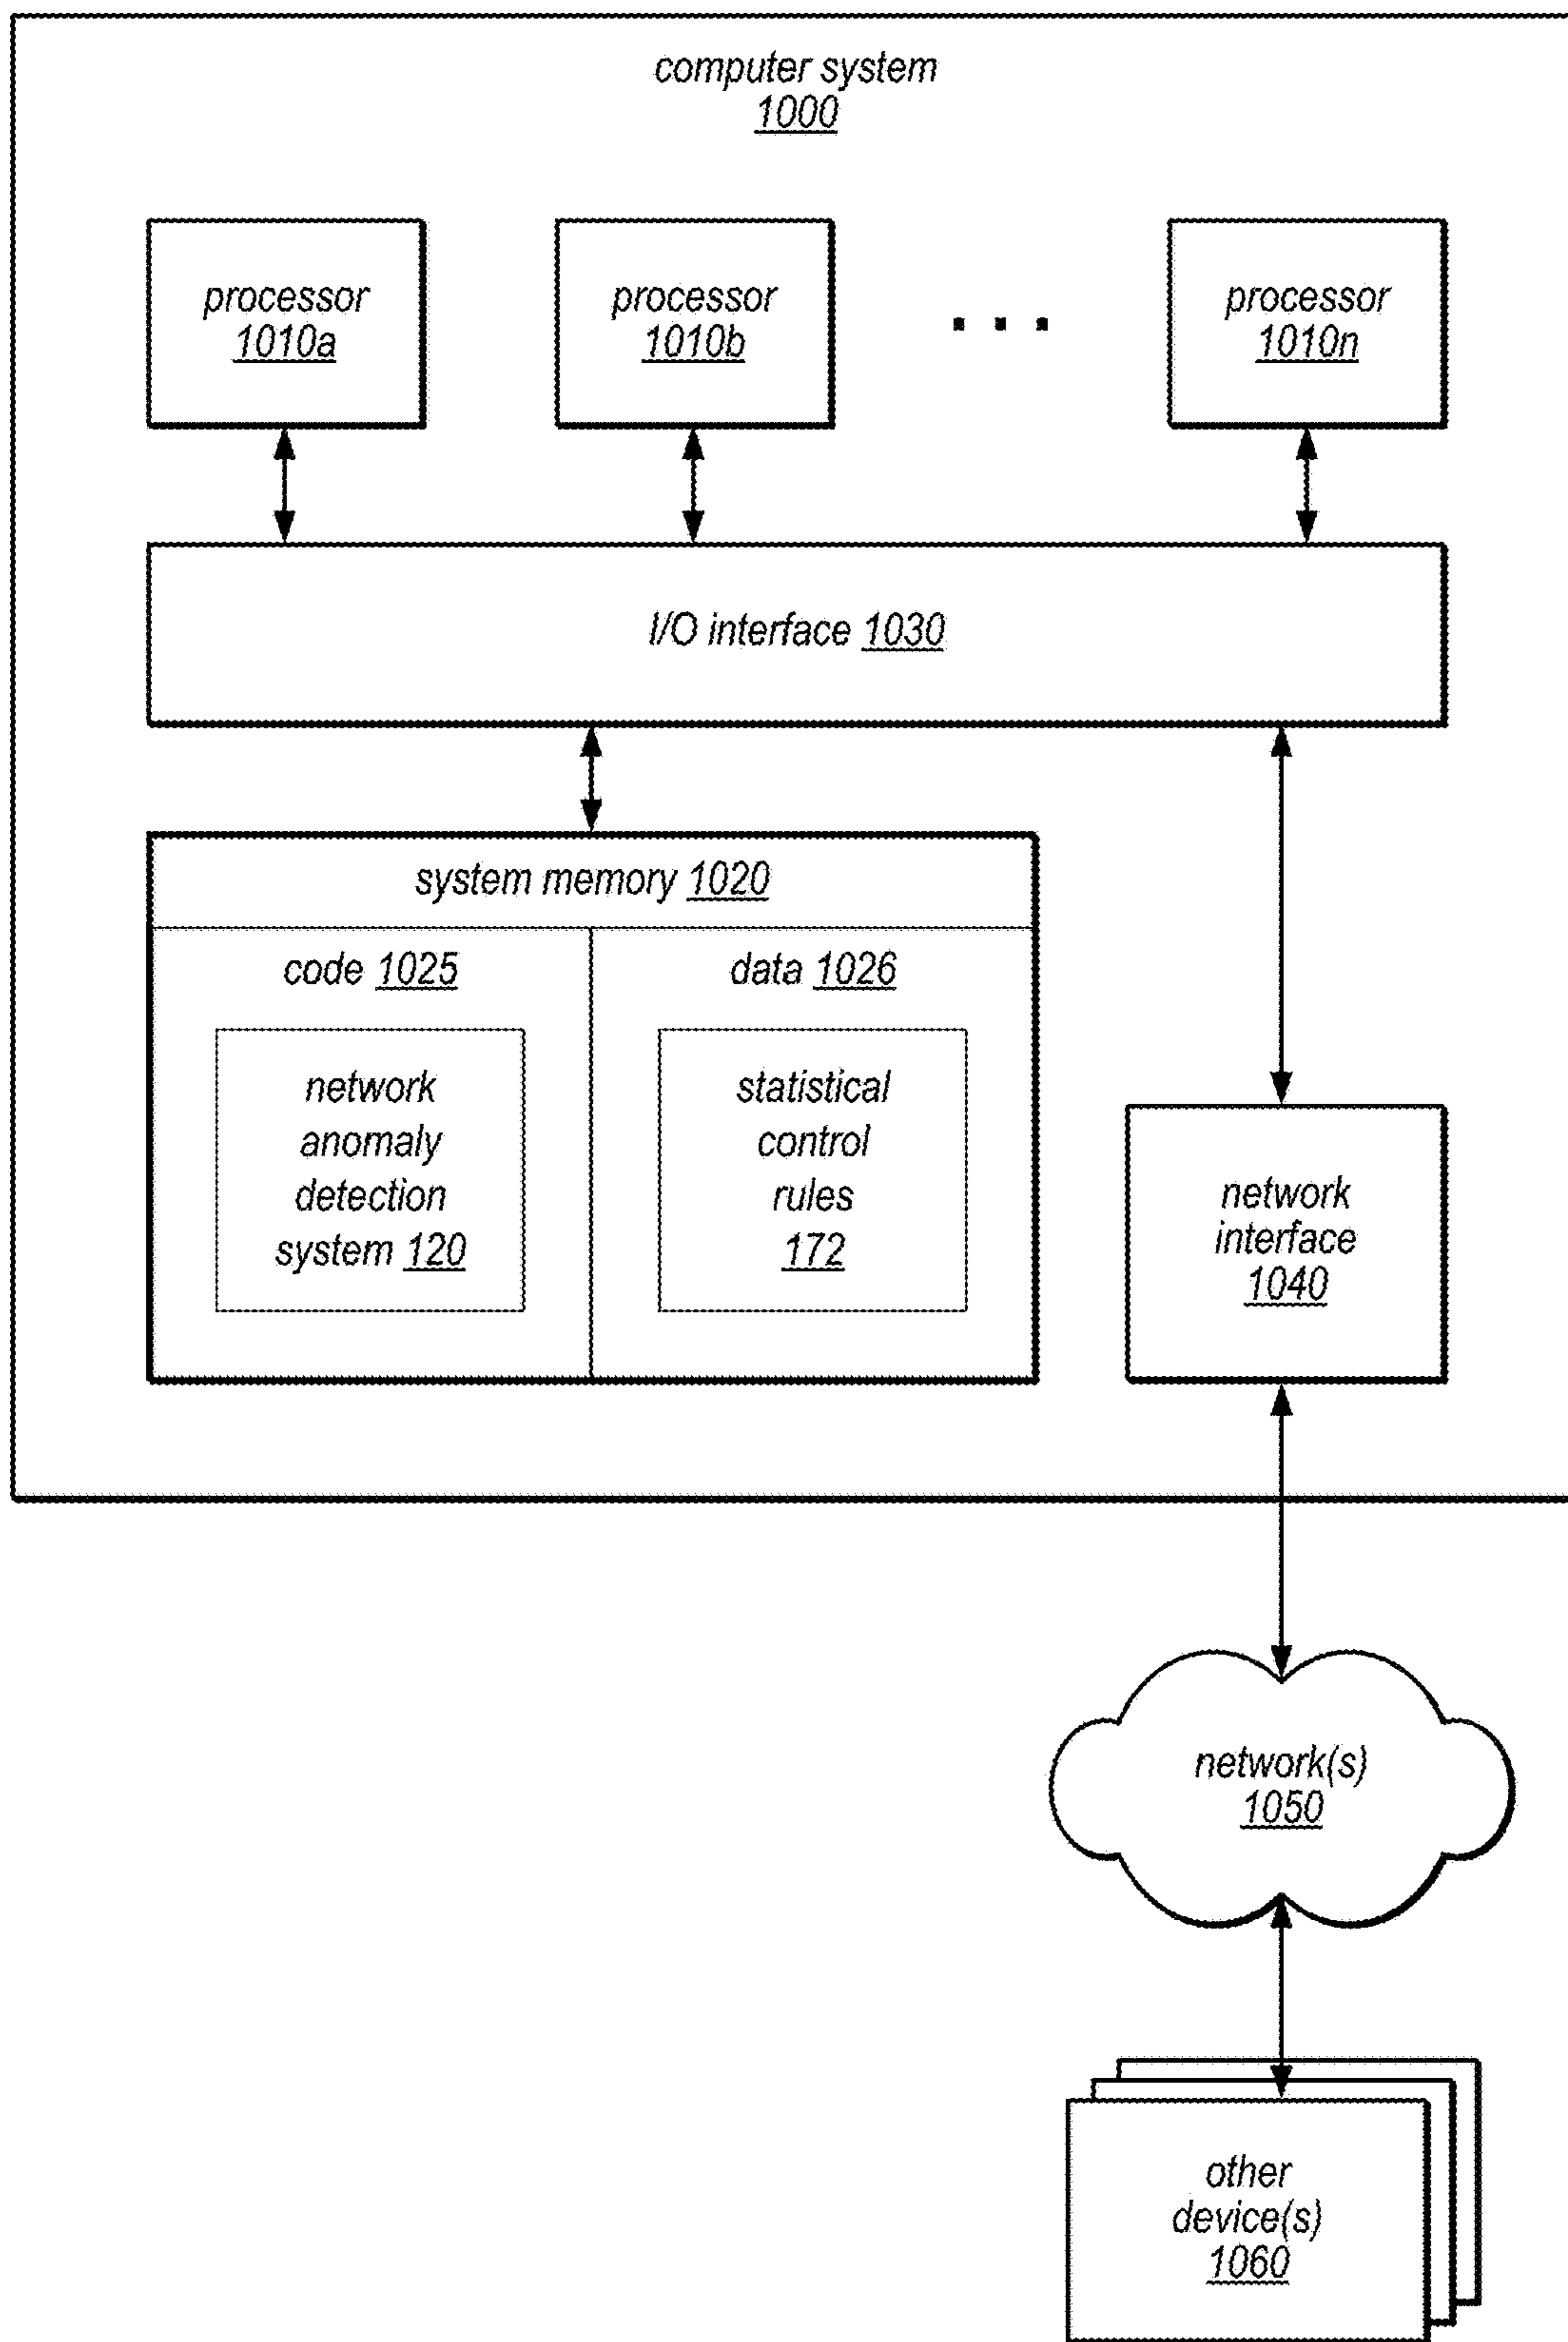 computer system
1000
processor
1010a
processor
1010b
. . .
processor
1010n
I/O interface 1030
system memory 1020
code 1025
network
anomaly
detection
system 120
data 1026
statistical
control
rules
172
network
interface
1040
network(s)
1050
other
device(s)
1060